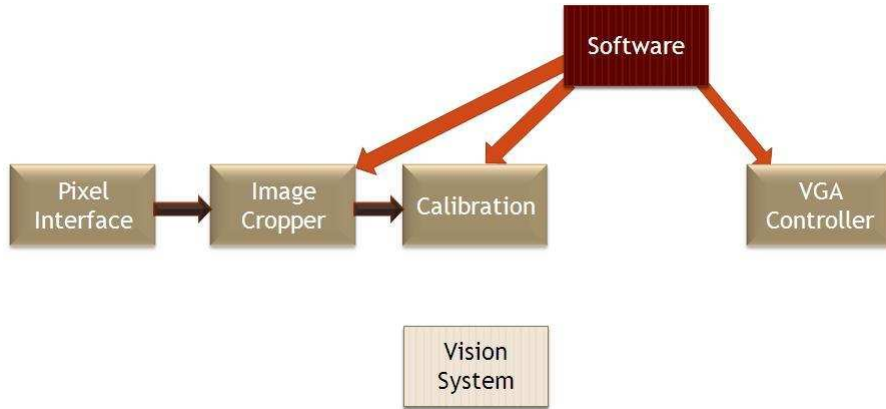 Software
Pixel
Interface
Image
Cropper
Calibration
VGA
Controller
Vision
System